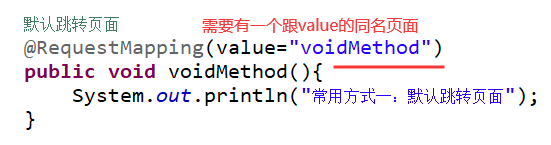 默认跳转页面 需要有一个跟value的同名页面
@RequestMapping(value="voidMethod")
public void voidMethod(){
System.out.println("常用方式一：默认跳转页面");
}